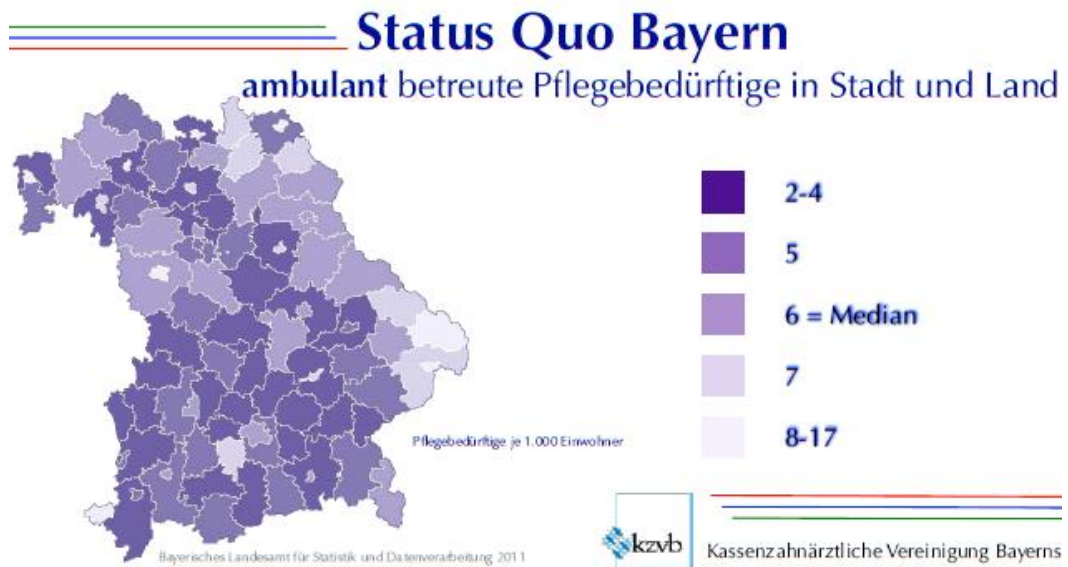 Status Quo Bayern
ambulant betreute Pflegebedürftige in Stadt und Land
2-4
5
6 = Median
7
8-17
Pflegebedürftige je 1.000 Einwohner
Bayerisches Landesamt für Statistik und Datenverarbeitung 2011
kzvb
Kassenzahnärztliche Vereinigung Bayerns